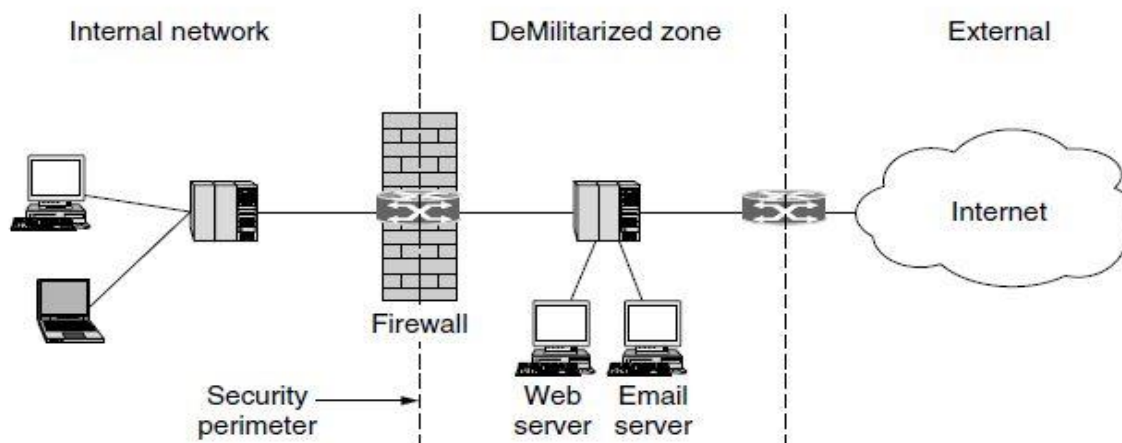 Internal network
DeMilitarized zone
External
Internet
Firewall
Security
perimeter
Web
server
Email
server